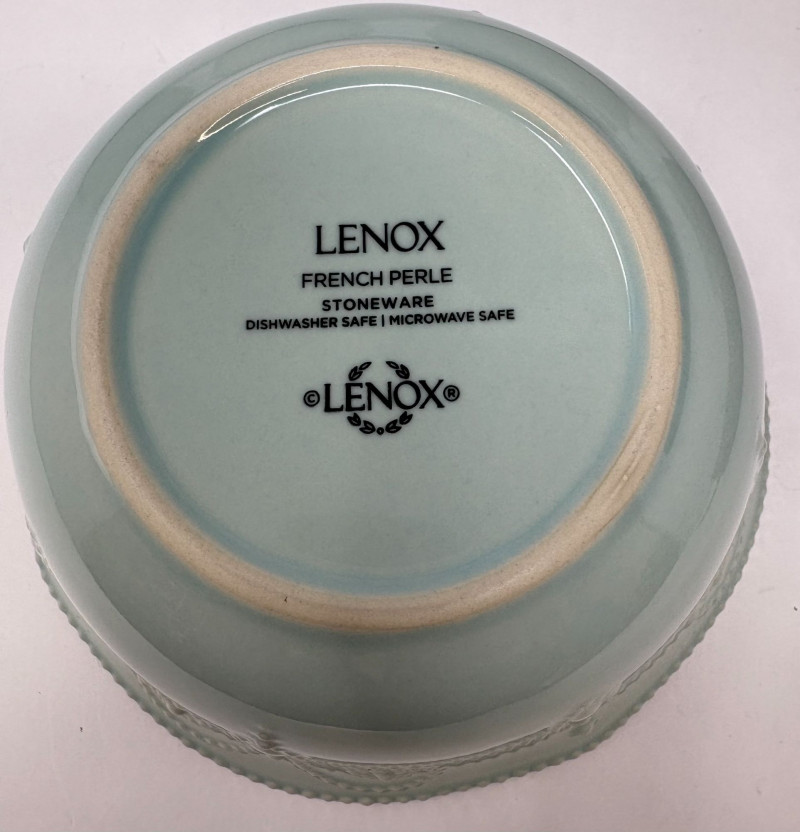 LENOX
FRENCH PERLE
STONEWARE
DISHWASHER SAFE | MICROWAVE SAFE
©LENOX®